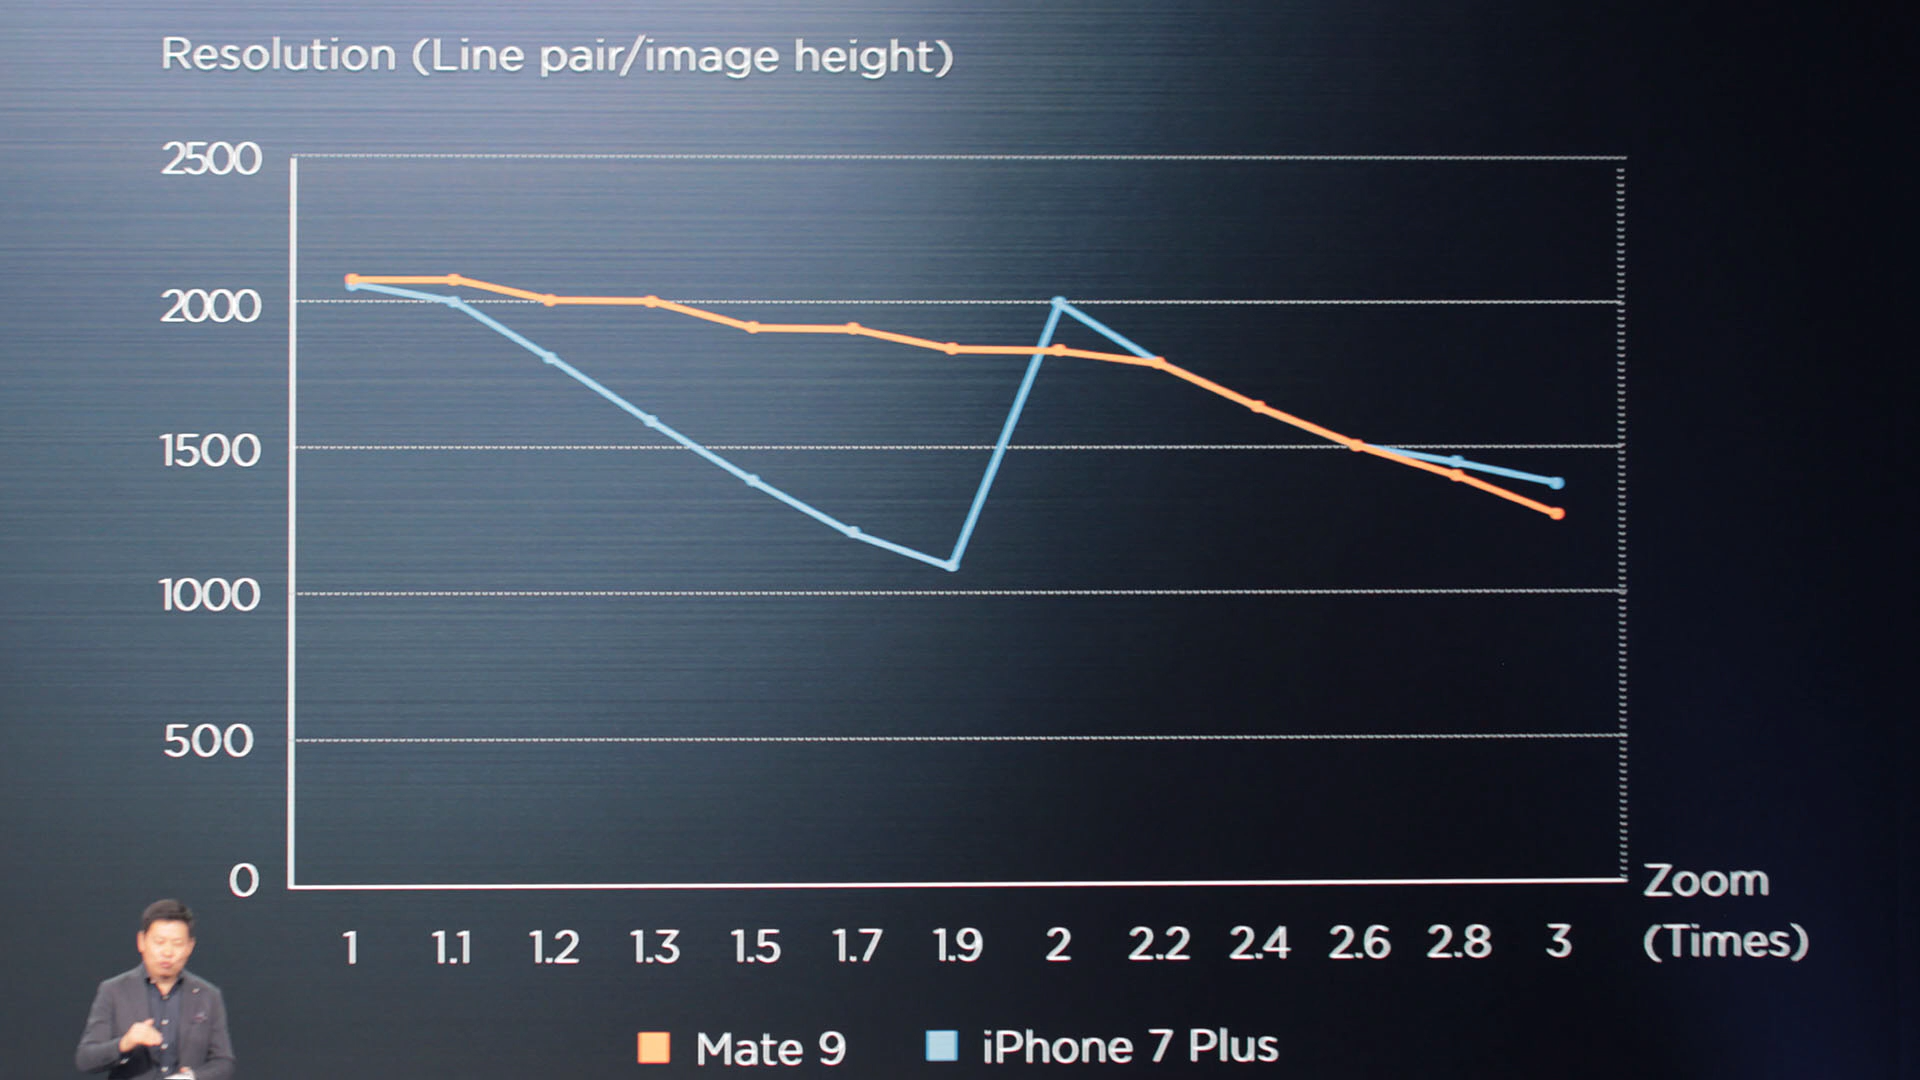 Resolution (Line pair/image height)
2500
2000
1500
1000
500
0
Zoom
(Times)
1 1.1 1.2 1.3 1.5 1.7 1.9 2 2.2 2.4 2.6 2.8 3
Mate 9 iPhone 7 Plus